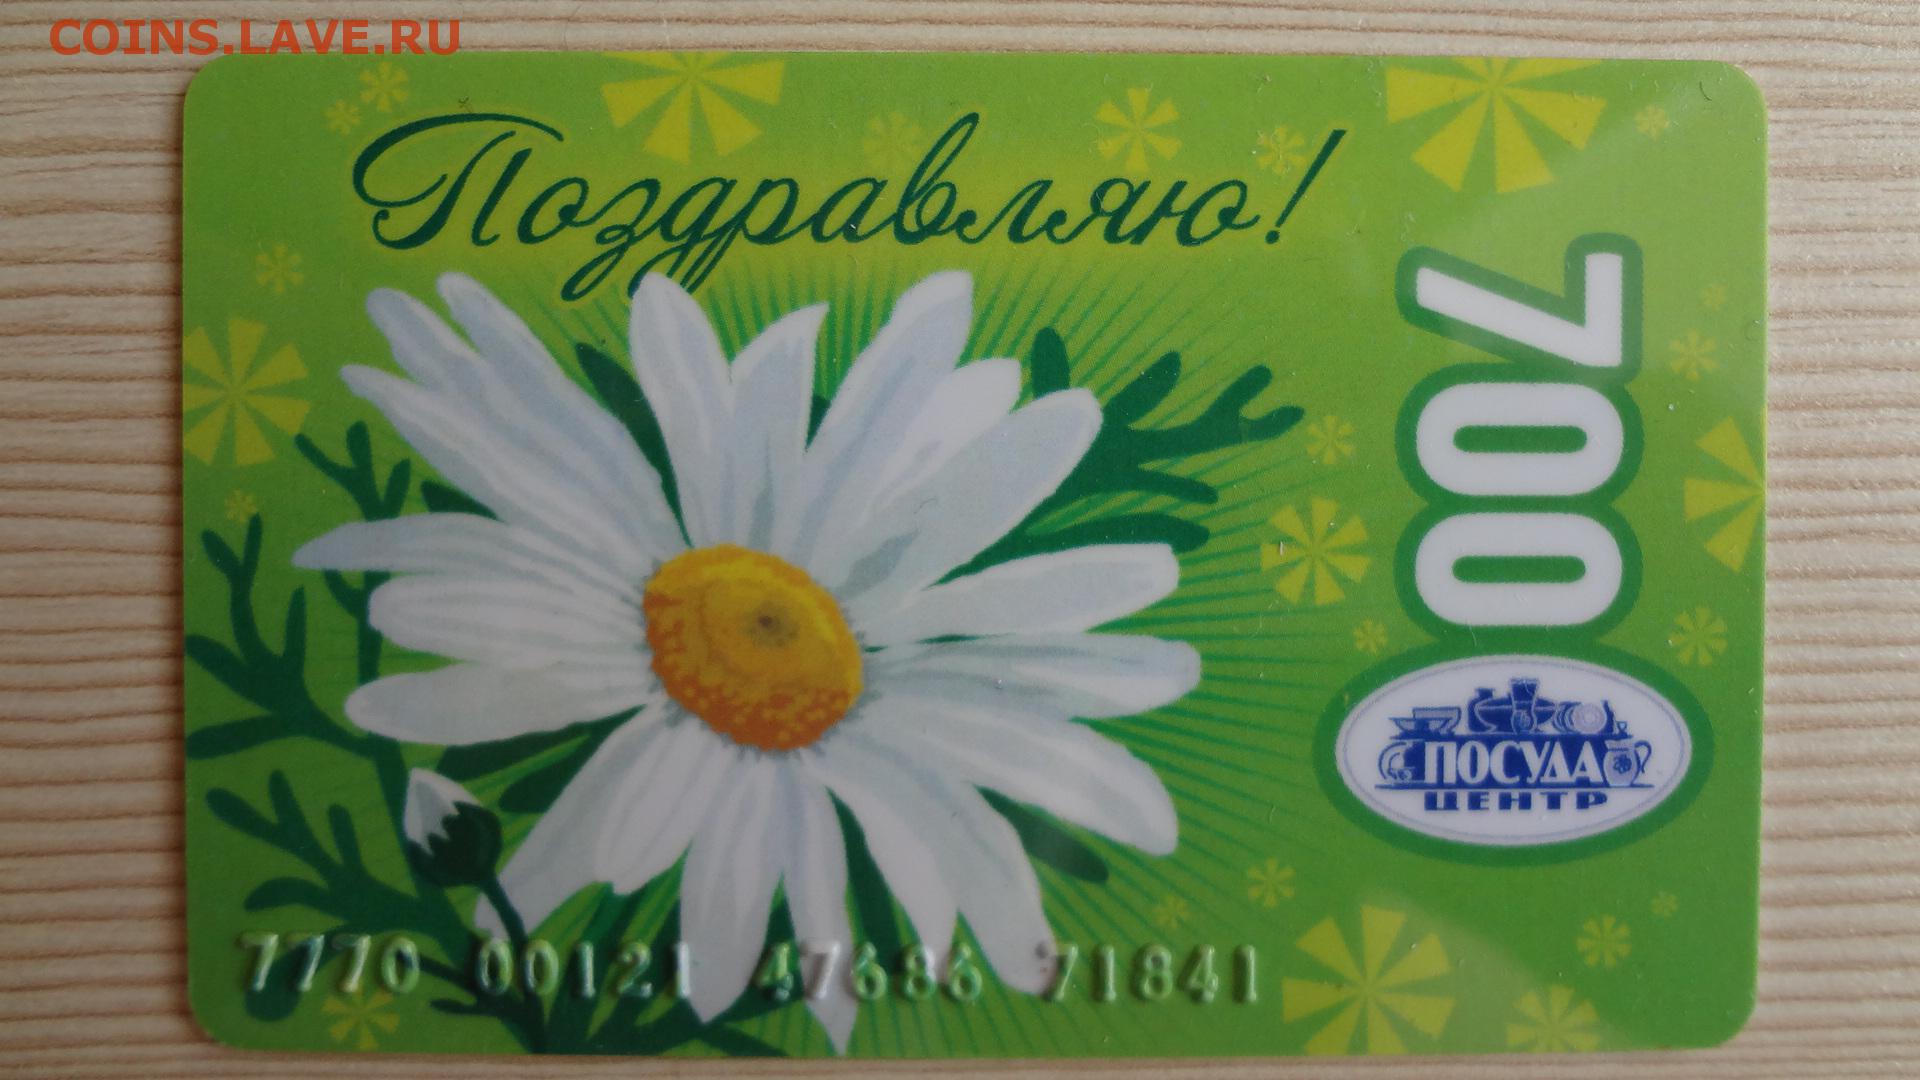 COINS.LAVE.RU
Поздравляю!
700
ПОСУДА
ЦЕНТР
7770 00121 47686 71841